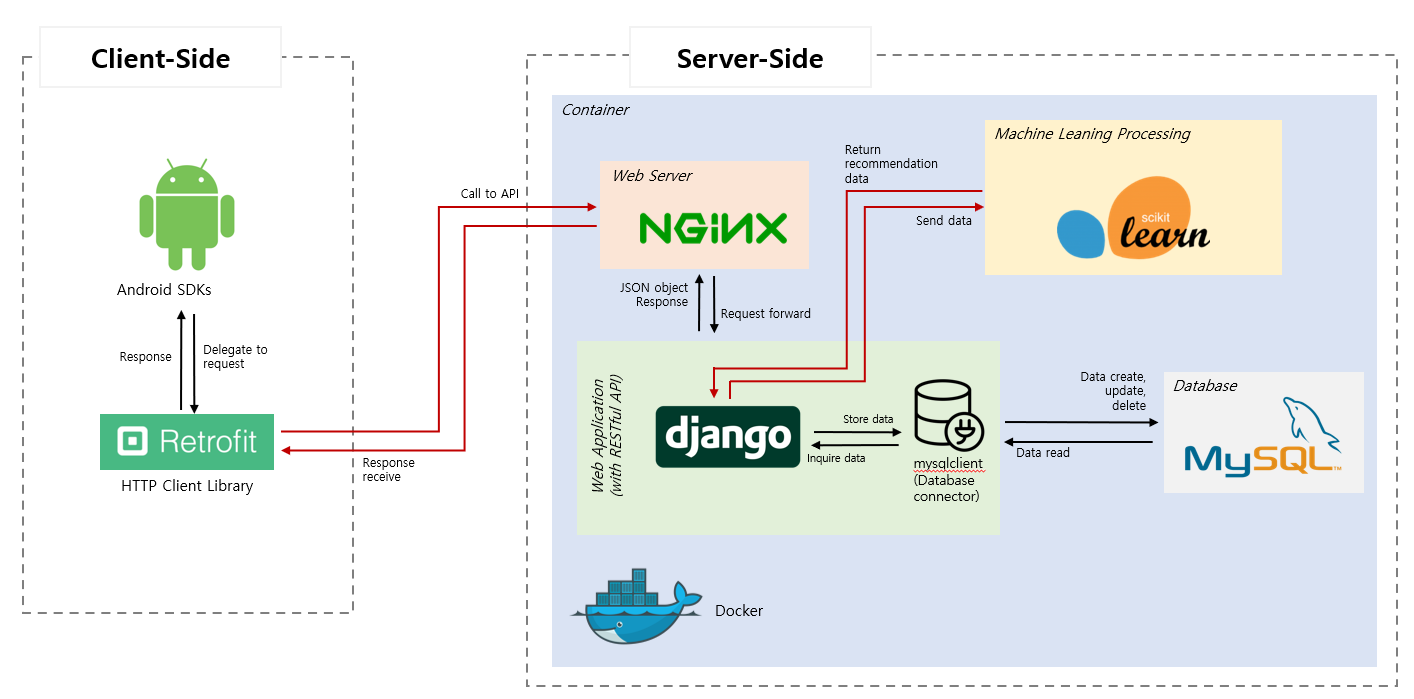 Client-Side
Server-Side
Container
Machine Leaning Processing
scikit
learn
Web Server
NGiNX
Return
recommendation
data
Send data
Call to API
Android SDKs
Response
Delegate to
request
Retrofit
HTTP Client Library
Response
receive
JSON object
Response
Request forward
Web Application
(with RESTful API)
django
Store data
Inquire data
mysqlclient
(Database
connector)
Data create,
update,
delete
Data read
Database
MySQL™
Docker